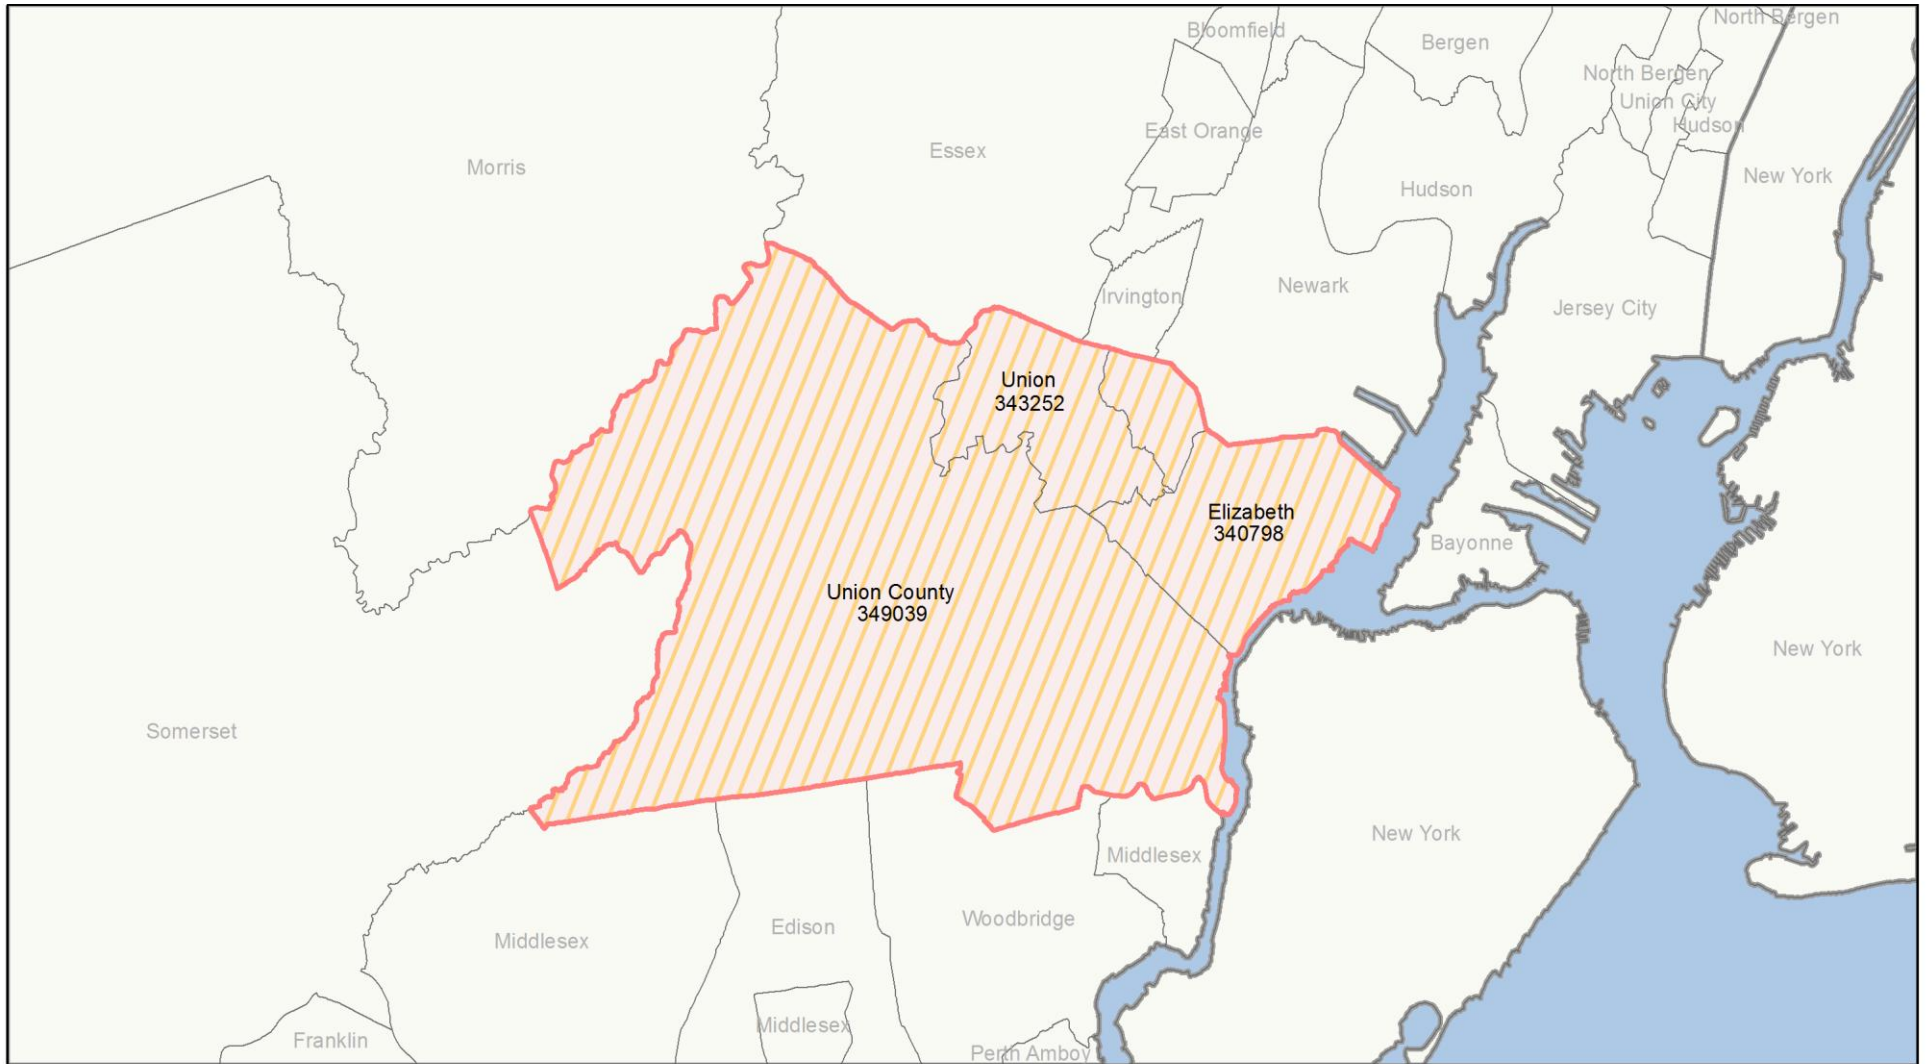 North Bergen
Bloomfield
Bergen
North Bergen
Union City
Hudson
East Orange
Essex
Morris
New York
Hudson
Newark
Irvington
Jersey City
Union
343252
Elizabeth
340798
Bayonne
Union County
349039
New York
Somerset
New York
Middlesex
Woodbridge
Edison
Middlesex
Middlesex
Franklin
Perth Amboy